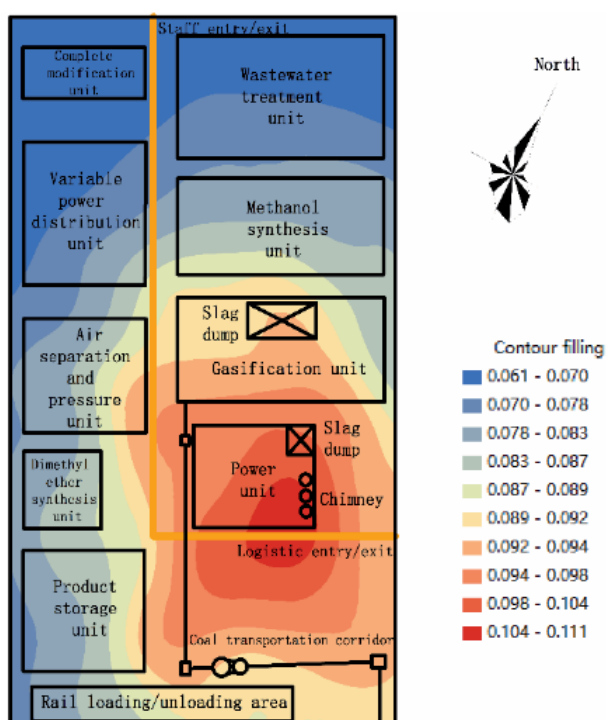 Staff entry/exit
Complete
modification
unit
Wastewater
treatment
unit
North
Variable
power
distribution
unit
Methanol
synthesis
unit
Slag
dump
Gasification unit
Air
separation
and
pressure
unit
Slag
dump
Power
unit
Chimney
Dimethyl
ether
synthesis
unit
Logistic entry/exit
Product
storage
unit
Coal transportation corridor
Rail loading/unloading area
Contour filling
0.061 - 0.070
0.070 - 0.078
0.078 - 0.083
0.083 - 0.087
0.087 - 0.089
0.089 - 0.092
0.092 - 0.094
0.094 - 0.098
0.098 - 0.104
0.104 - 0.111